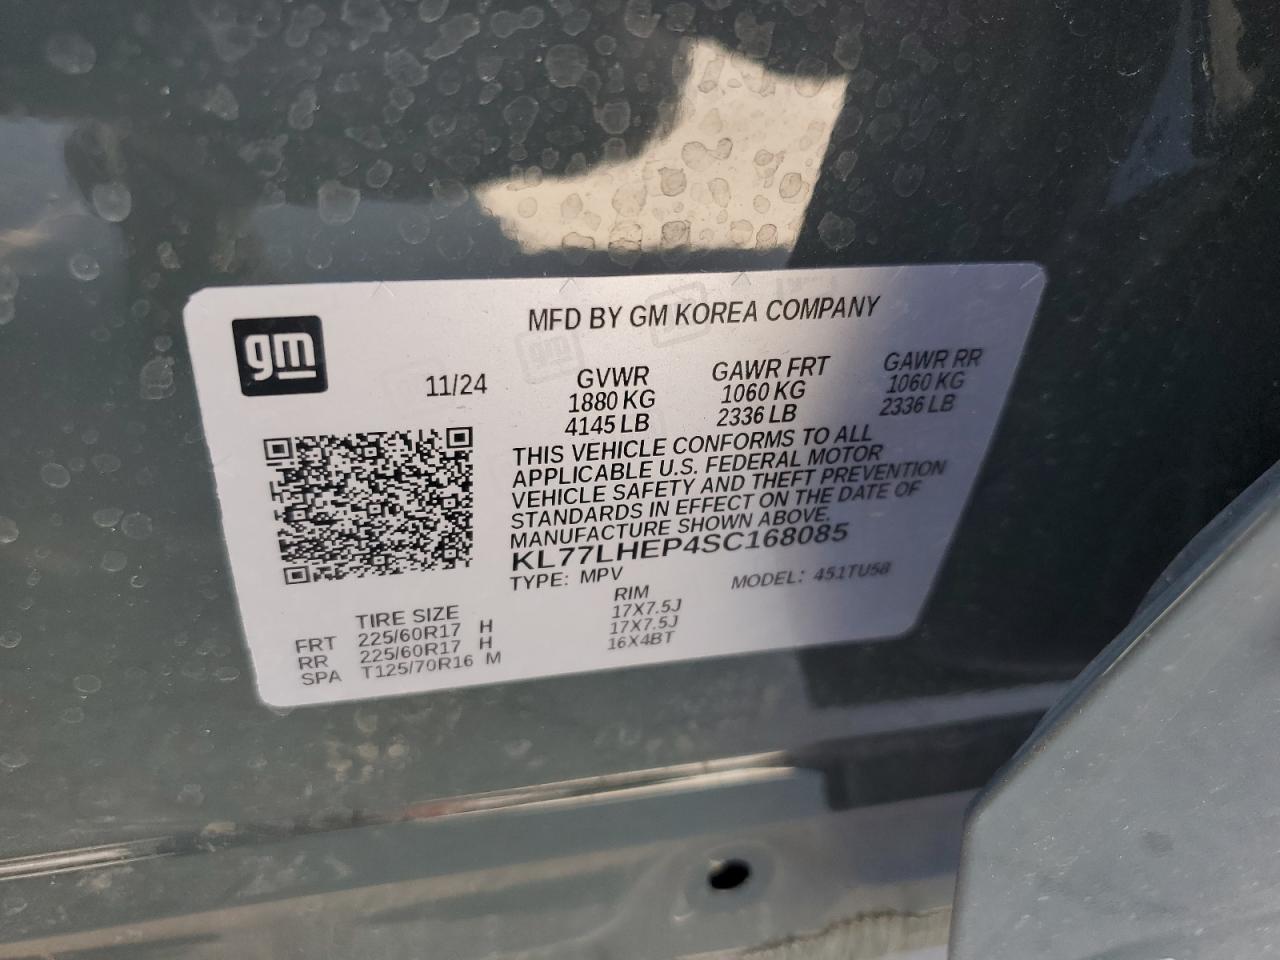 gm
MFD BY GM KOREA COMPANY
11/24
GVWR GAWR FRT GAWR RR
1880 KG 1060 KG 1060 KG
4145 LB 2336 LB 2336 LB
THIS VEHICLE CONFORMS TO ALL
APPLICABLE U.S. FEDERAL MOTOR
VEHICLE SAFETY AND THEFT PREVENTION
STANDARDS IN EFFECT ON THE DATE OF
MANUFACTURE SHOWN ABOVE.
KL77LHEP4SC168085
TYPE: MPV MODEL: 451TU58
TIRE SIZE RIM
FRT 225/60R17 H 17X7.5J
RR 225/60R17 H 17X7.5J
SPA T125/70R16 M 16X4BT